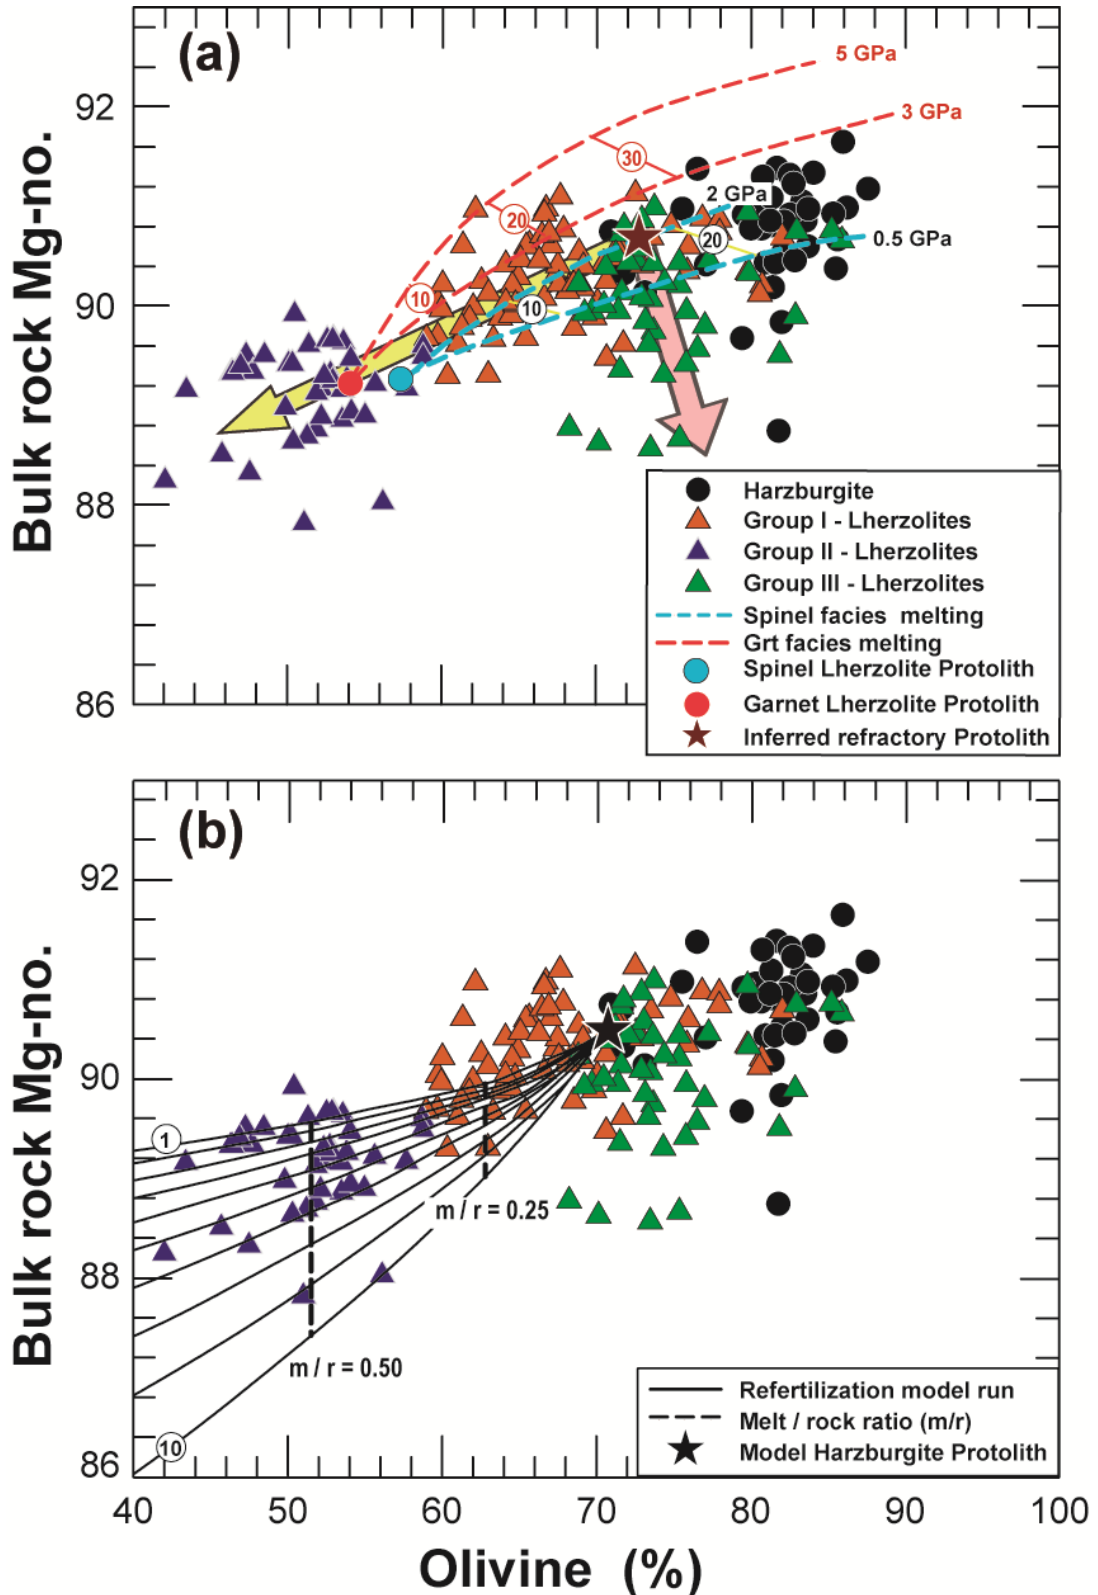 (a)
5 GPa
92
3 GPa
30
2 GPa
20
20
0.5 GPa
Bulk rock Mg-no.
90
10
10
88
86
Harzburgite
Group I - Lherzolites
Group II - Lherzolites
Group III - Lherzolites
Spinel facies melting
Grt facies melting
Spinel Lherzolite Protolith
Garnet Lherzolite Protolith
Inferred refractory Protolith
(b)
92
Bulk rock Mg-no.
90
1
m / r = 0.25
88
m / r = 0.50
10
86
Refertilization model run
Melt / rock ratio (m/r)
Model Harzburgite Protolith
40 50 60 70 80 90 100
Olivine (%)